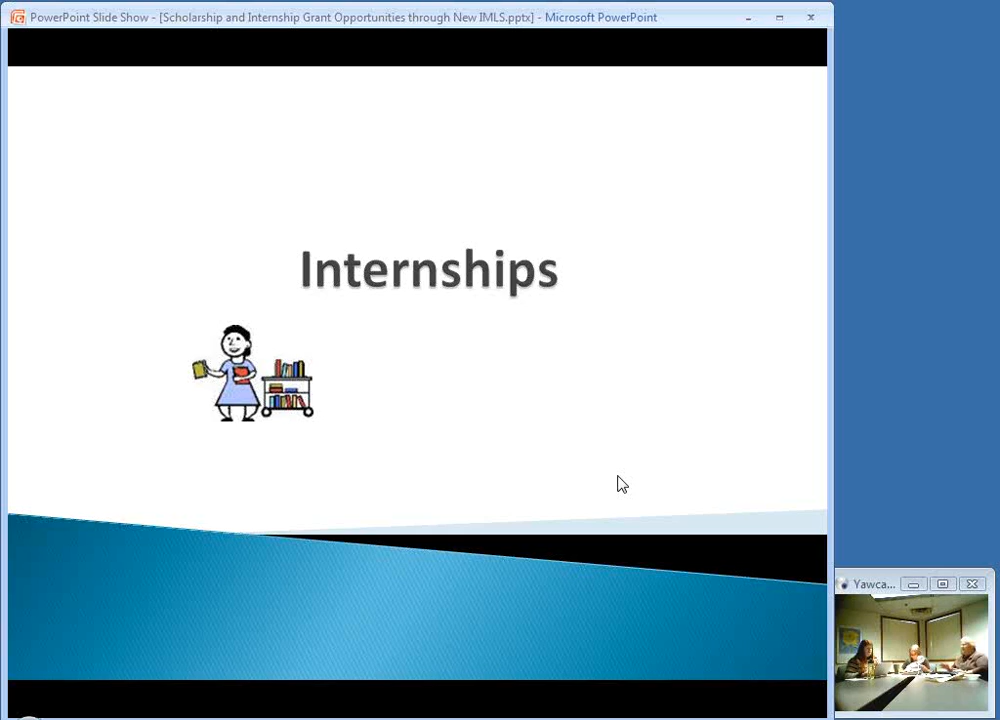 PowerPoint Slide Show - [Scholarship and Internship Grant Opportunities through New IMLS.pptx] - Microsoft PowerPoint
Internships
Yawca...